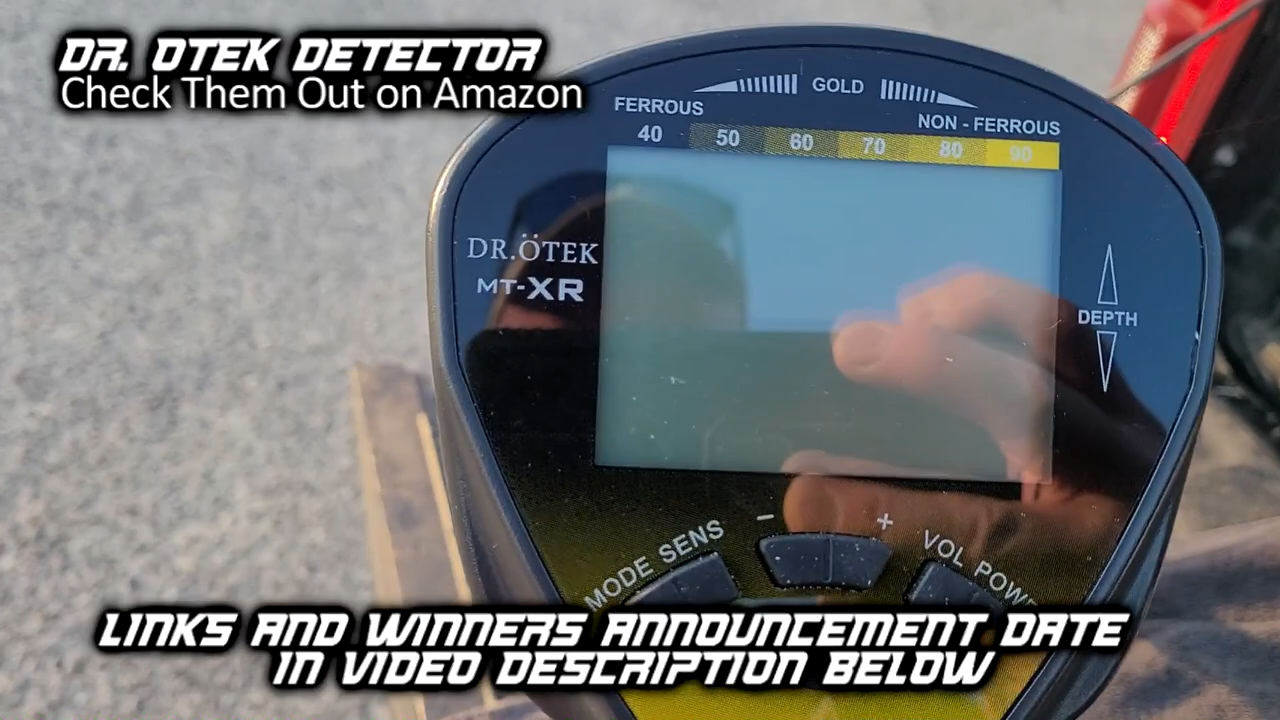 DR. OTEK DETECTOR
Check Them Out on Amazon
GOLD
FERROUS
NON - FERROUS
40 50 60 70 80 90
DR.ÖTEK
MT-XR
DEPTH
- +
MODE SENS
VOL
LINKS AND WINNERS ANNOUNCEMENT DATE
IN VIDEO DESCRIPTION BELOW